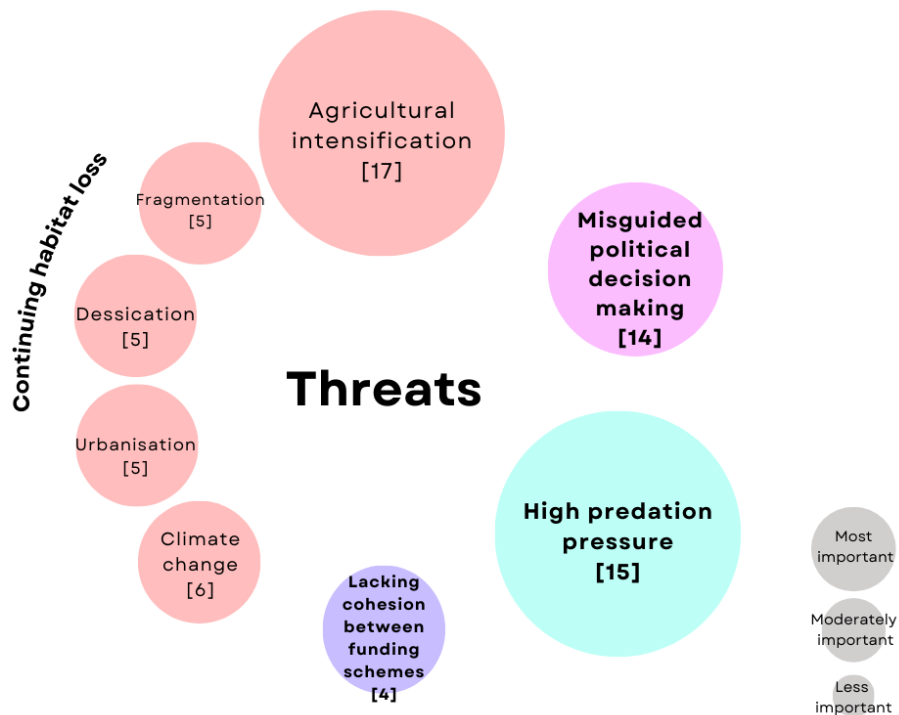 Agricultural
intensification
[17]
Fragmentation
[5]
Continuing habitat loss
Misguided
political
decision
making
[14]
Dessication
[5]
Threats
Urbanisation
[5]
High predation
pressure
[15]
Climate
change
[6]
Lacking
cohesion
between
funding
schemes
[4]
Most
important
Moderately
important
Less
important